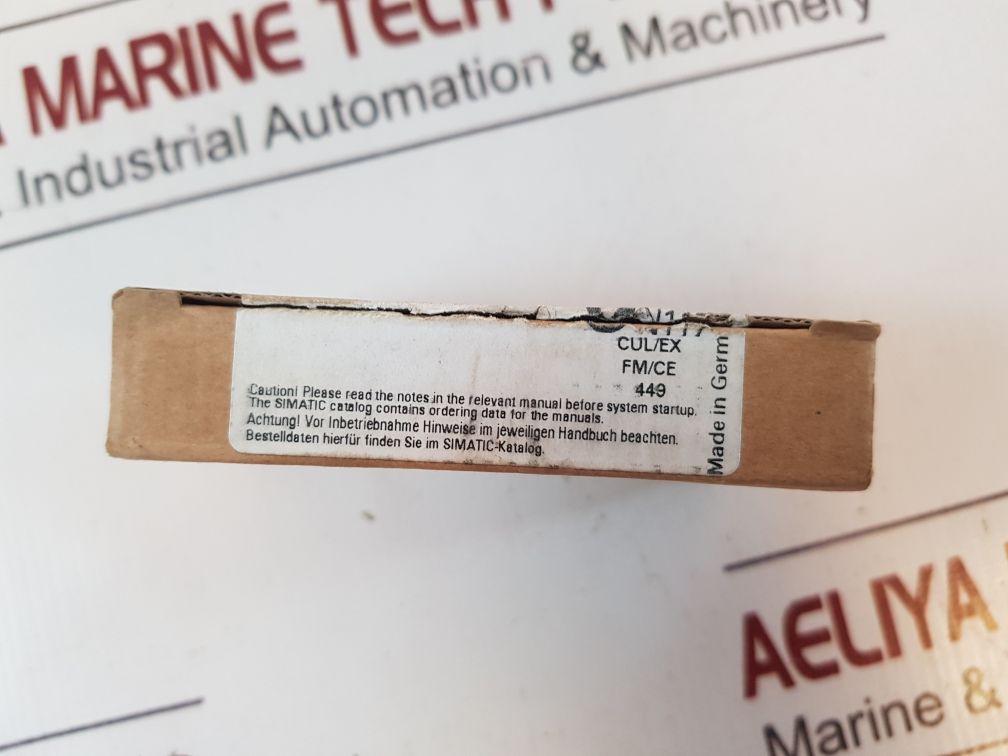 MARINE TECH
Industrial Automation & Machinery
N117
CUL/EX
FM/CE
449
Caution! Please read the notes in the relevant manual before system startup.
The SIMATIC catalog contains ordering data for the manuals.
Achtung! Vor Inbetriebnahme Hinweise im jeweiligen Handbuch beachten.
Bestelldaten hierfür finden Sie im SIMATIC-Katalog.
Made in Germ
AELIYA
Marine &